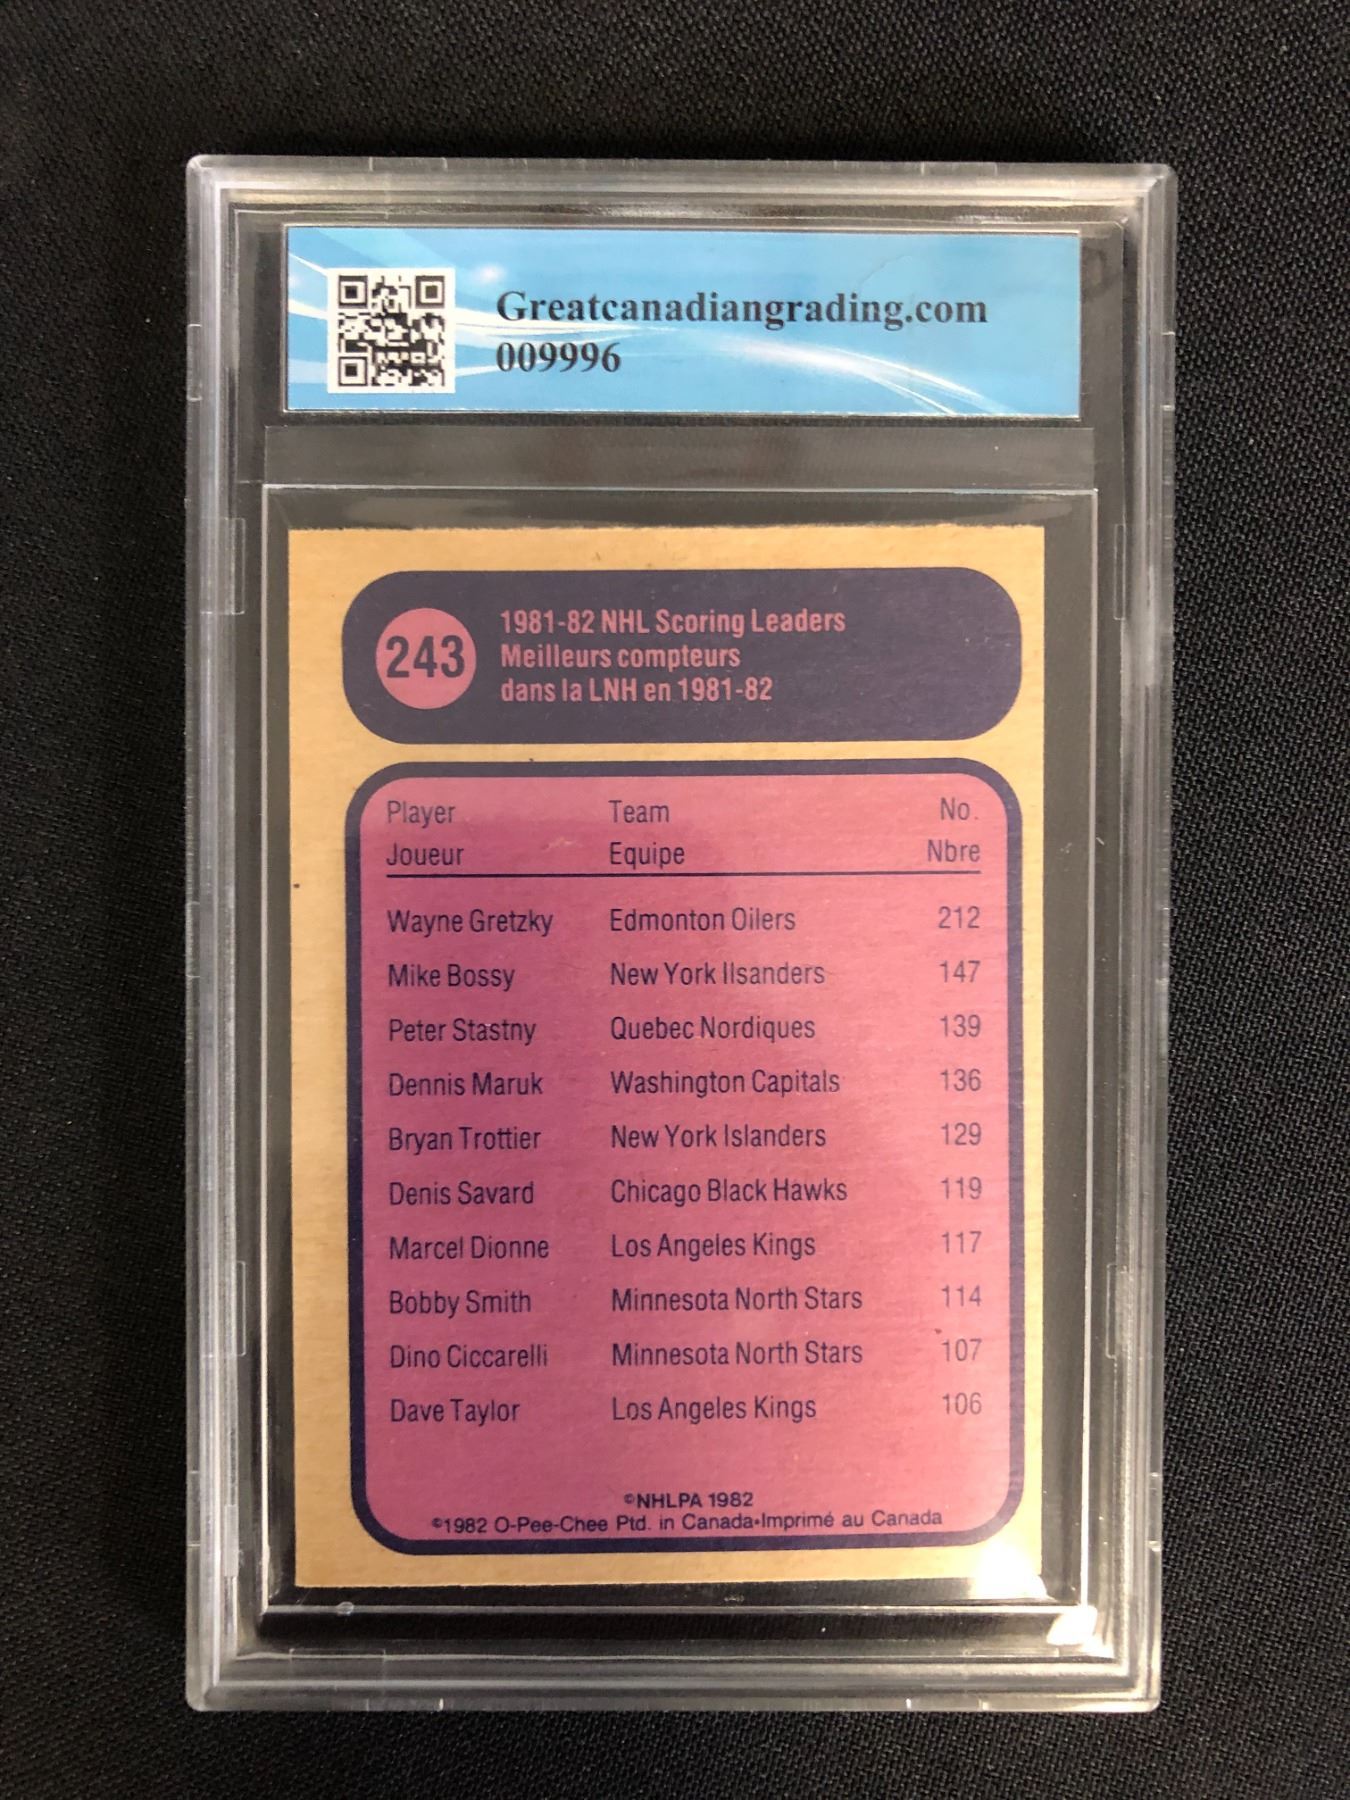 Greatcanadiangrading.com
009996
243
1981-82 NHL Scoring Leaders
Meilleurs compteurs
dans la LNH en 1981-82
Player Team No.
Joueur Equipe Nbre
Wayne Gretzky Edmonton Oilers 212
Mike Bossy New York Ilsanders 147
Peter Stastny Quebec Nordiques 139
Dennis Maruk Washington Capitals 136
Bryan Trottier New York Islanders 129
Denis Savard Chicago Black Hawks 119
Marcel Dionne Los Angeles Kings 117
Bobby Smith Minnesota North Stars 114
Dino Ciccarelli Minnesota North Stars 107
Dave Taylor Los Angeles Kings 106
©NHLPA 1982
©1982 O-Pee-Chee Ptd. in Canada•Imprimé au Canada